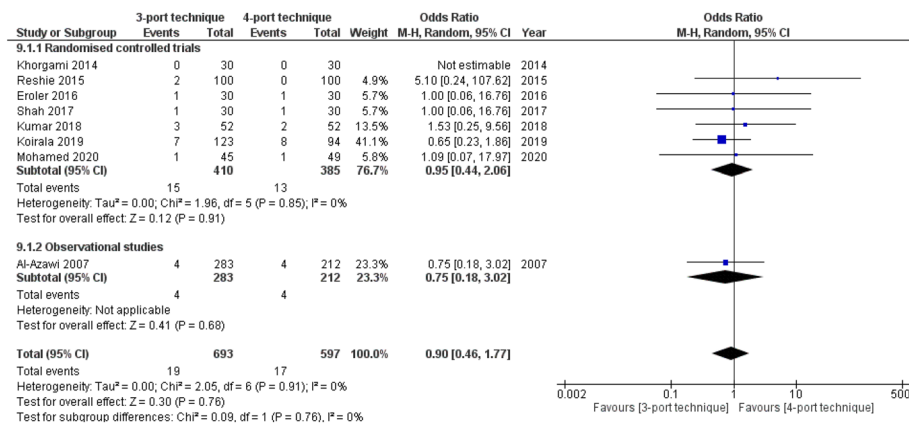 3-port technique 4-port technique Odds Ratio Odds Ratio
Study or Subgroup Events Total Events Total Weight M-H, Random, 95% CI Year M-H, Random, 95% CI
9.1.1 Randomised controlled trials
Khorgami 2014 0 30 0 30 Not estimable 2014
Reshie 2015 2 100 0 100 4.9% 5.10 [0.24, 107.62] 2015
Eroler 2016 1 30 1 30 5.7% 1.00 [0.06, 16.76] 2016
Shah 2017 1 30 1 30 5.7% 1.00 [0.06, 16.76] 2017
Kumar 2018 3 52 2 52 13.5% 1.53 [0.25, 9.56] 2018
Koirala 2019 7 123 8 94 41.1% 0.65 [0.23, 1.86] 2019
Mohamed 2020 1 45 1 49 5.8% 1.09 [0.07, 17.97] 2020
Subtotal (95% CI) 410 385 76.7% 0.95 [0.44, 2.06]
Total events 15 13
Heterogeneity: Tau² = 0.00; Chi² = 1.96, df = 5 (P = 0.85); I² = 0%
Test for overall effect: Z = 0.12 (P = 0.91)
9.1.2 Observational studies
Al-Azawi 2007 4 283 4 212 23.3% 0.75 [0.18, 3.02] 2007
Subtotal (95% CI) 283 212 23.3% 0.75 [0.18, 3.02]
Total events 4 4
Heterogeneity: Not applicable
Test for overall effect: Z = 0.41 (P = 0.68)
Total (95% CI) 693 597 100.0% 0.90 [0.46, 1.77]
Total events 19 17
Heterogeneity: Tau² = 0.00; Chi² = 2.05, df = 6 (P = 0.91); I² = 0%
Test for overall effect: Z = 0.30 (P = 0.76)
Test for subgroup differences: Chi² = 0.09, df = 1 (P = 0.76), I² = 0%
0.002 0.1 1 10 500
Favours [3-port technique] Favours [4-port technique]